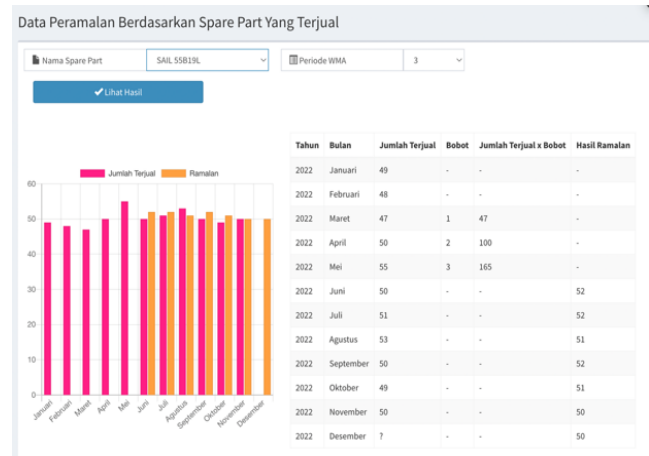 Data Peramalan Berdasarkan Spare Part Yang Terjual
Nama Spare Part SAIL 55B19L Periode WMA 3
Lihat Hasil
Jumlah Terjual Ramalan
60
50
40
30
20
10
0
Januari Februari Maret April Mei Juni Juli Agustus September Oktober November Desember
Tahun Bulan Jumlah Terjual Bobot Jumlah Terjual x Bobot Hasil Ramalan
2022 Januari 49 - - -
2022 Februari 48 - - -
2022 Maret 47 1 47 -
2022 April 50 2 100 -
2022 Mei 55 3 165 -
2022 Juni 50 - - 52
2022 Juli 51 - - 52
2022 Agustus 53 - - 51
2022 September 50 - - 52
2022 Oktober 49 - - 51
2022 November 50 - - 50
2022 Desember ? - - 50